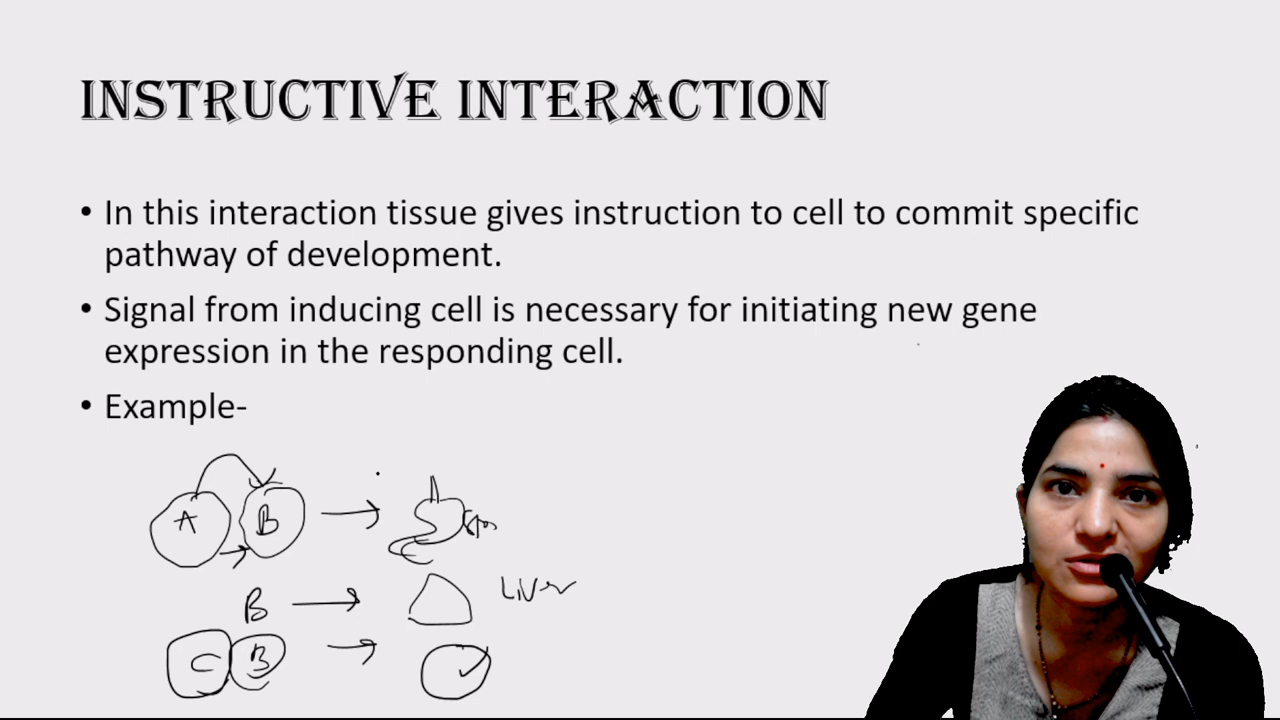 INSTRUCTIVE INTERACTION
• In this interaction tissue gives instruction to cell to commit specific
pathway of development.
• Signal from inducing cell is necessary for initiating new gene
expression in the responding cell.
• Example-
A B
B Liver
C B